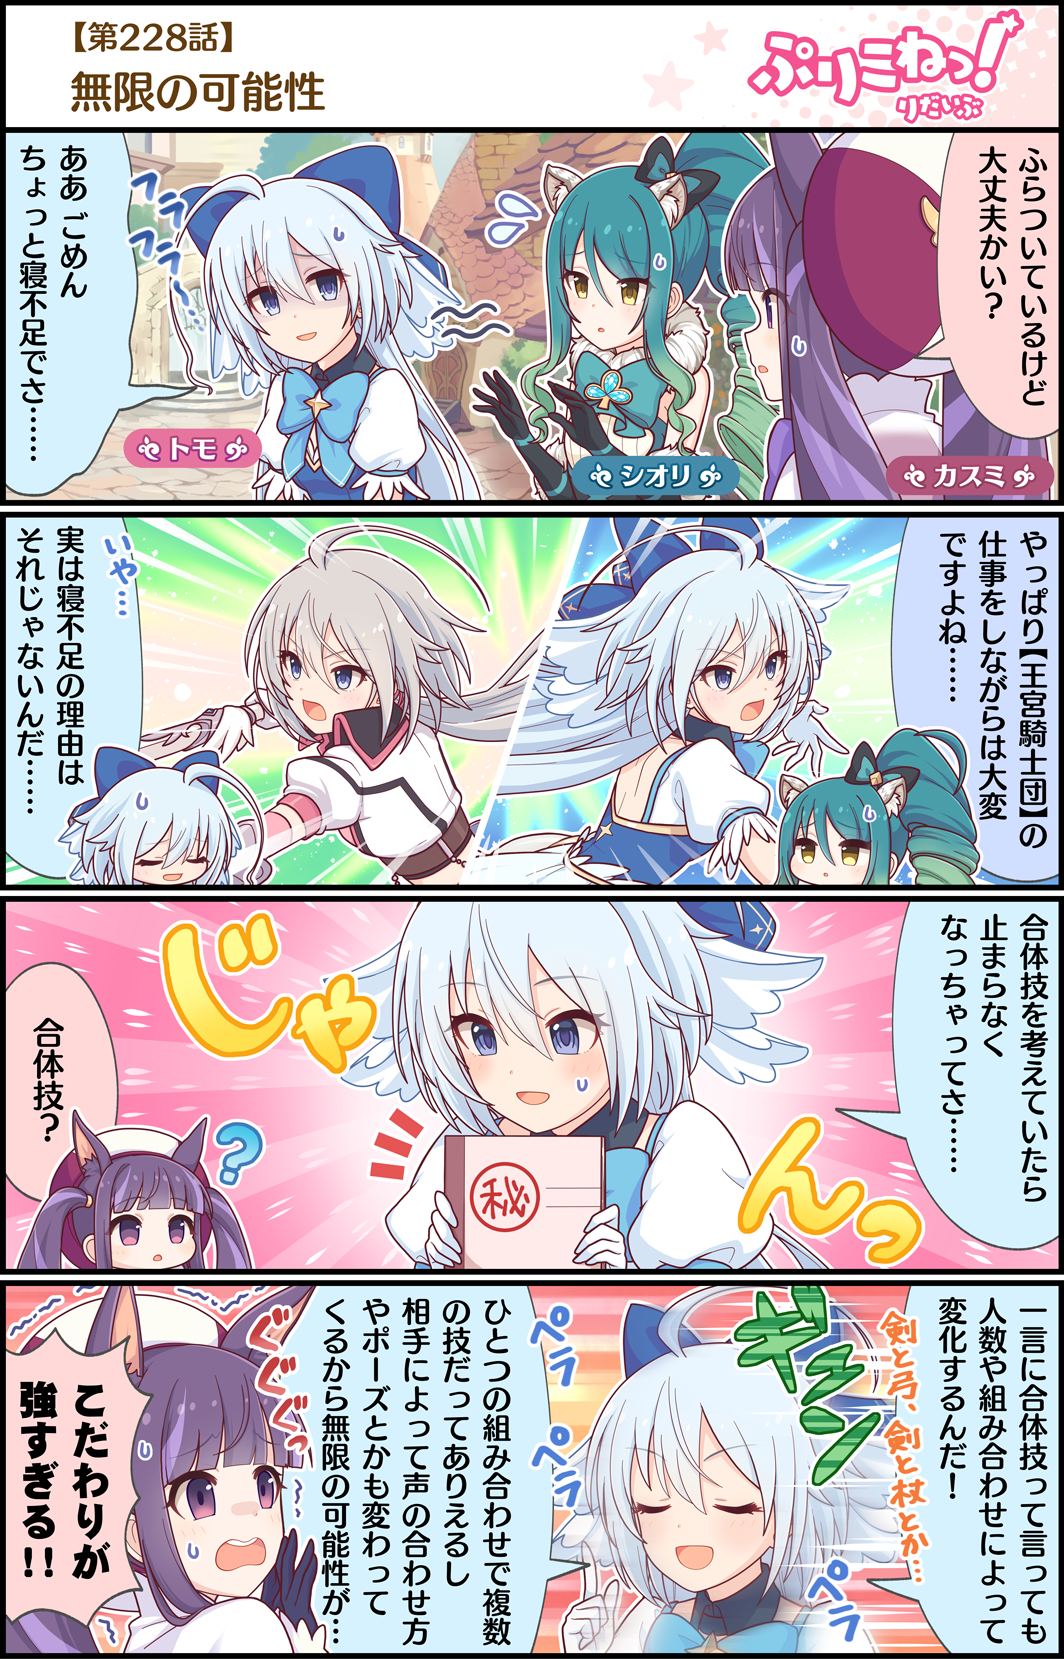 【第228話】
無限の可能性
ぷりこねっ!
りだいぶ
ふらついているけど
大丈夫かい?
ああ ごめん
ちょっと寝不足でさ……
フラフラ〜…
トモ
シオリ
カスミ
やっぱり【王宮騎士団】の
仕事をしながらは大変
ですよね……
いや…
実は寝不足の理由は
それじゃないんだ……
合体技を考えていたら
止まらなく
なっちゃってさ……
じゃ
んっ
秘
合体技?
?
一言に合体技って言っても
人数や組み合わせによって
変化するんだ!
剣と弓、剣と杖とか…
ギュン
ペラ
ペラ
ペラ
ひとつの組み合わせで複数
の技だってありえるし
相手によって声の合わせ方
やポーズとかも変わって
くるから無限の可能性が…
ぐぐぐっ
こだわりが
強すぎる!!